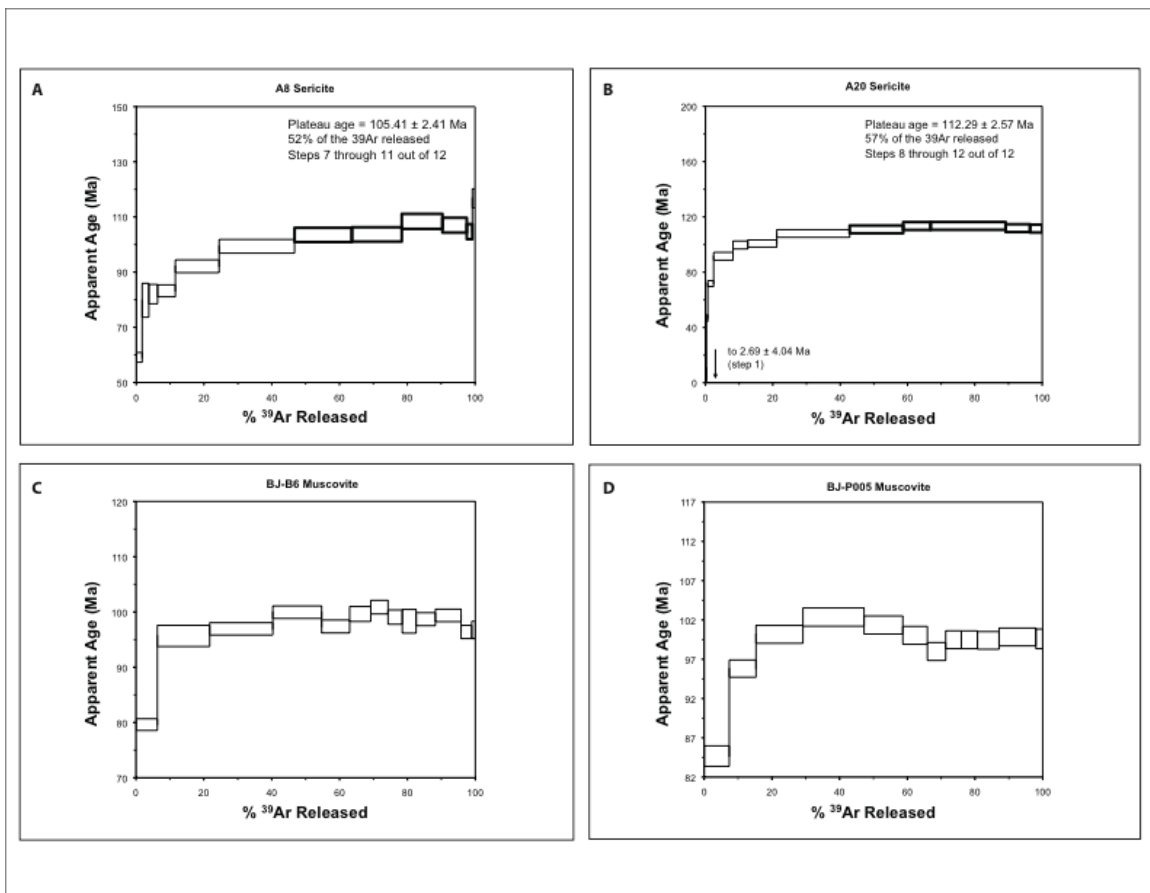 A
A8 Sericite
Plateau age = 105.41 ± 2.41 Ma
52% of the 39Ar released
Steps 7 through 11 out of 12
Apparent Age (Ma)
150
130
110
90
70
50
0 20 40 60 80 100
% ³⁹Ar Released
B
A20 Sericite
Plateau age = 112.29 ± 2.57 Ma
57% of the 39Ar released
Steps 8 through 12 out of 12
Apparent Age (Ma)
200
160
120
80
40
0
to 2.69 ± 4.04 Ma
(step 1)
0 20 40 60 80 100
% ³⁹Ar Released
C
BJ-B6 Muscovite
Apparent Age (Ma)
120
110
100
90
80
70
0 20 40 60 80 100
% ³⁹Ar Released
D
BJ-P005 Muscovite
Apparent Age (Ma)
117
112
107
102
97
92
87
82
0 20 40 60 80 100
% ³⁹Ar Released